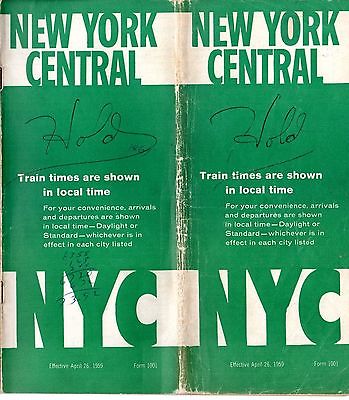 NEW YORK
CENTRAL
Hold
Train times are shown
in local time
For your convenience, arrivals
and departures are shown
in local time—Daylight or
Standard—whichever is in
effect in each city listed
NYC
Effective April 26, 1959 Form 1001
NEW YORK
CENTRAL
Hold
Train times are shown
in local time
For your convenience, arrivals
and departures are shown
in local time—Daylight or
Standard—whichever is in
effect in each city listed
NYC
Effective April 26, 1959 Form 1001